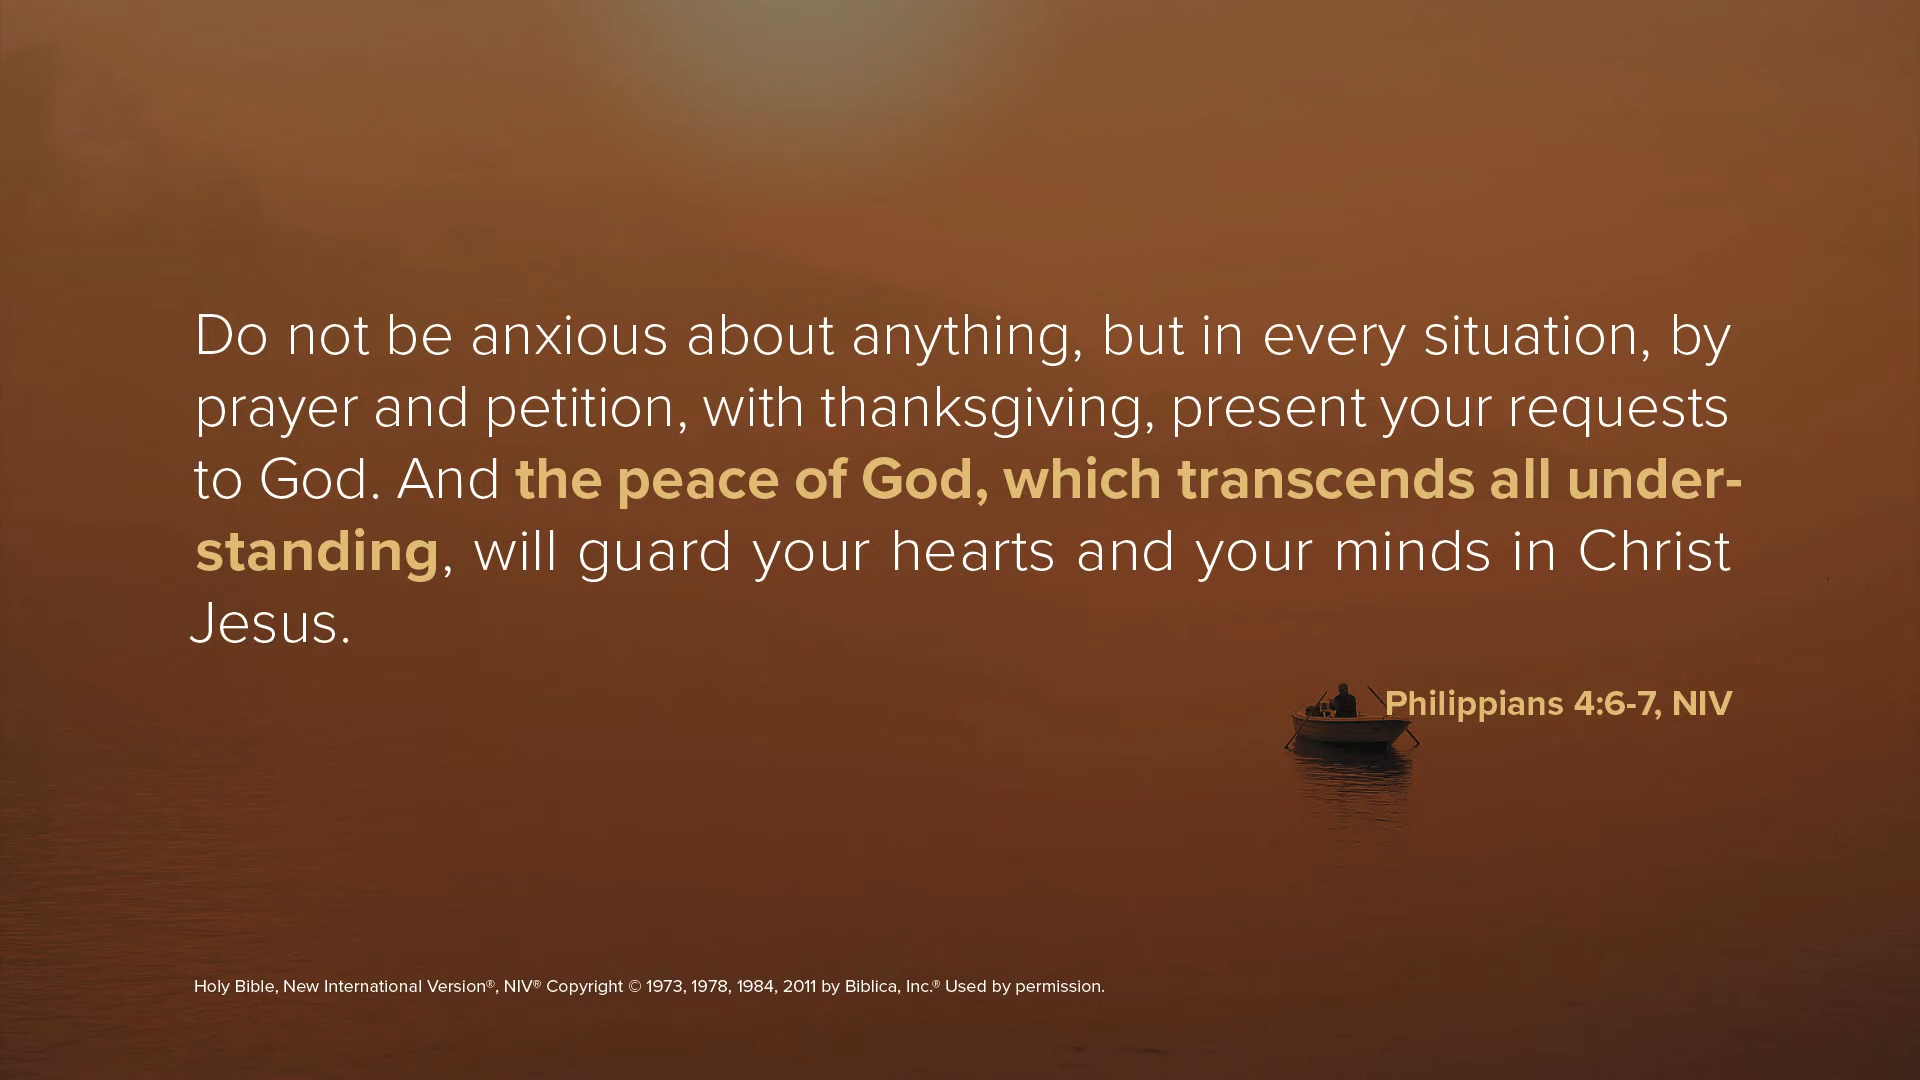 Do not be anxious about anything, but in every situation, by
prayer and petition, with thanksgiving, present your requests
to God. And the peace of God, which transcends all under-
standing, will guard your hearts and your minds in Christ
Jesus.
Philippians 4:6-7, NIV
Holy Bible, New International Version®, NIV® Copyright © 1973, 1978, 1984, 2011 by Biblica, Inc.® Used by permission.